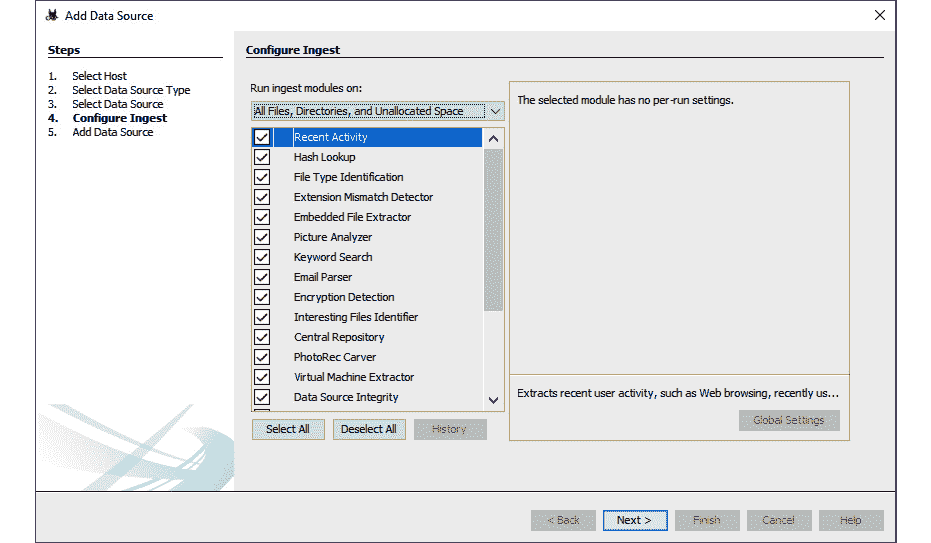 Add Data Source
Steps
1. Select Host
2. Select Data Source Type
3. Select Data Source
4. Configure Ingest
5. Add Data Source
Configure Ingest
Run ingest modules on:
All Files, Directories, and Unallocated Space
Recent Activity
Hash Lookup
File Type Identification
Extension Mismatch Detector
Embedded File Extractor
Picture Analyzer
Keyword Search
Email Parser
Encryption Detection
Interesting Files Identifier
Central Repository
PhotoRec Carver
Virtual Machine Extractor
Data Source Integrity
Select All
Deselect All
History
The selected module has no per-run settings.
Extracts recent user activity, such as Web browsing, recently us...
Global Settings
< Back
Next >
Finish
Cancel
Help